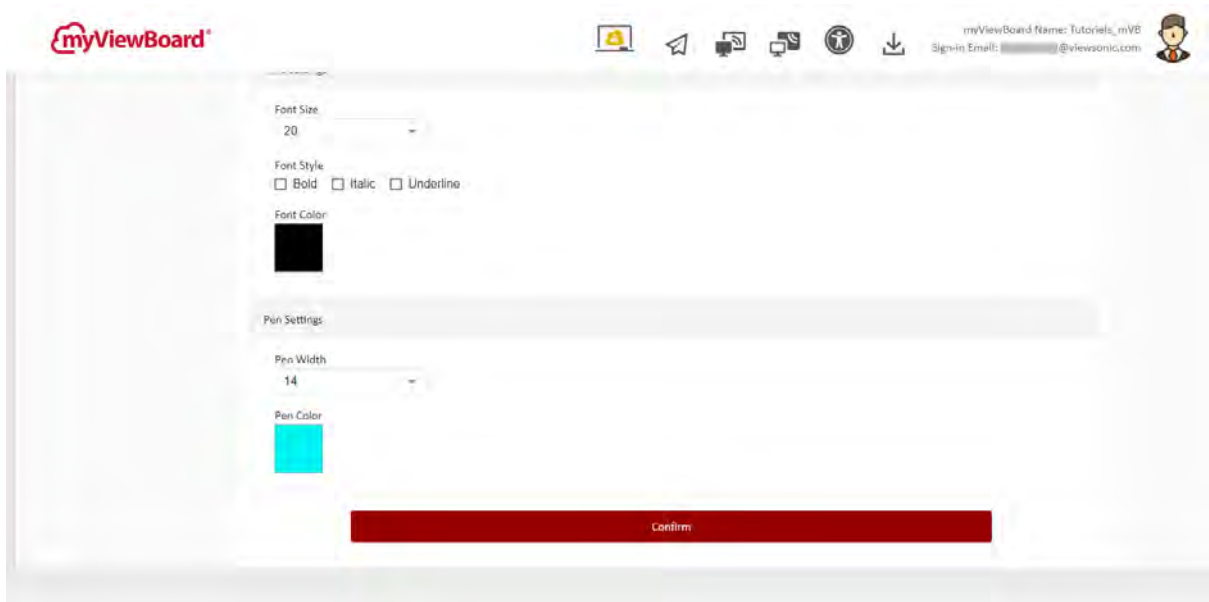 myViewBoard®
myViewBoard Name: Tutoriels_mVB
Sign-in Email: @viewsonic.com
Font Size
20
Font Style
Bold Italic Underline
Font Color
Pen Settings
Pen Width
14
Pen Color
Confirm